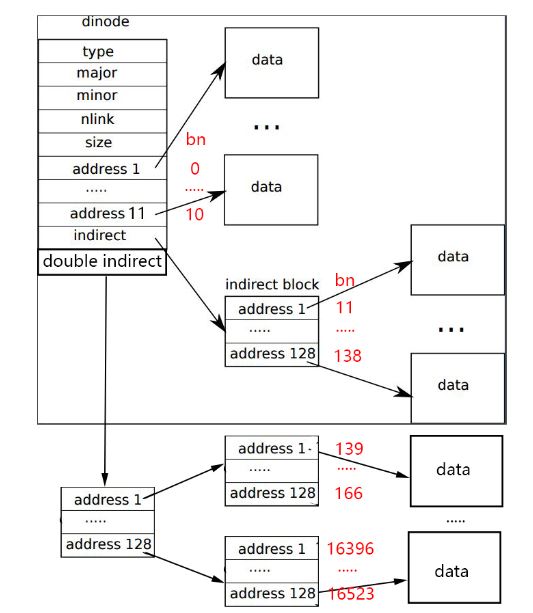 dinode
type
major
minor
nlink
size
address 1
.....
address 11
indirect
double indirect
data
...
data
bn
0
.....
10
indirect block
address 1
.....
address 128
bn
11
.....
138
data
...
data
address 1
.....
address 128
address 1
.....
address 128
139
.....
166
data
.....
address 1
.....
address 128
16396
.....
16523
data